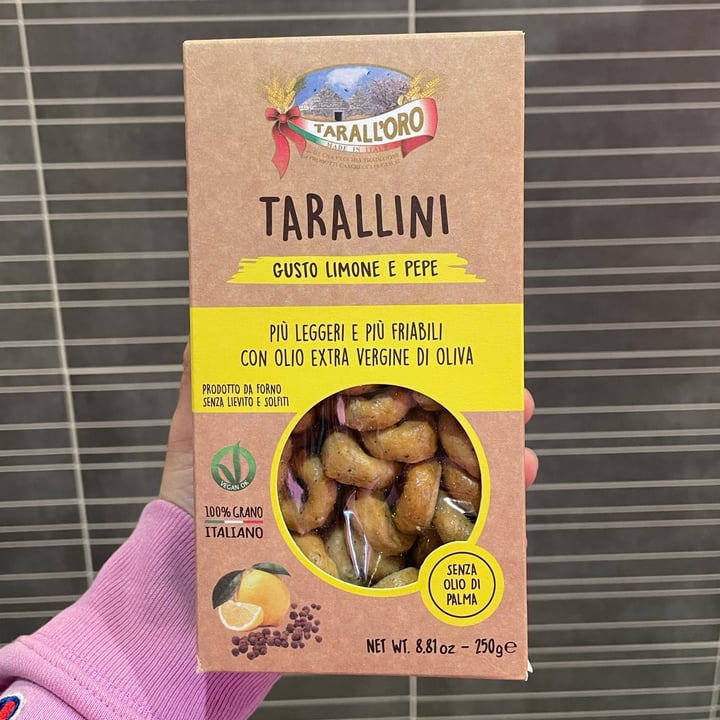 TARALL'ORO
MADE IN ITALY
TARALLINI
GUSTO LIMONE E PEPE
PIÙ LEGGERI E PIÙ FRIABILI
CON OLIO EXTRA VERGINE DI OLIVA
PRODOTTO DA FORNO
SENZA LIEVITO E SOLFITI
VEGAN OK
100% GRANO
ITALIANO
SENZA
OLIO DI
PALMA
NET WT. 8.81 oz - 250g℮